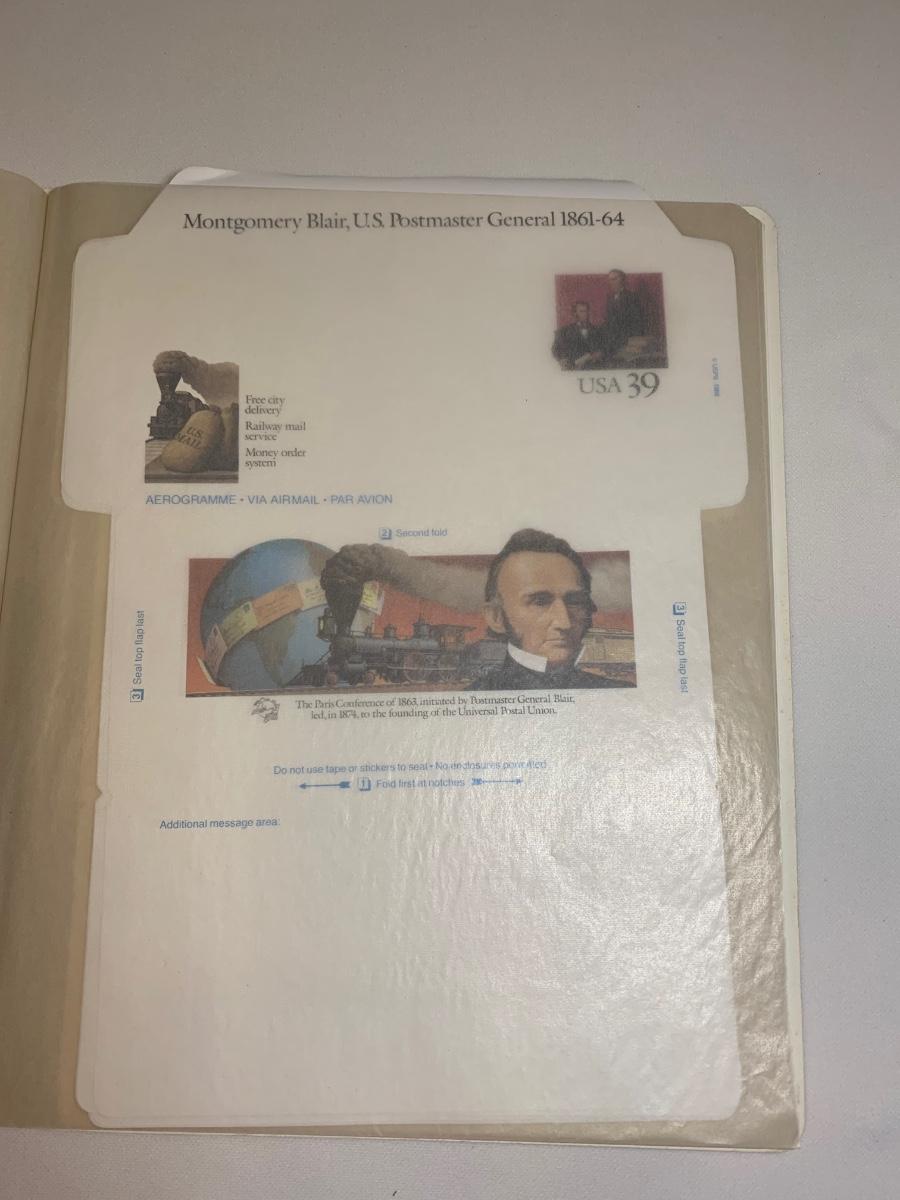 Montgomery Blair, U.S. Postmaster General 1861-64
USA 39
© USPS 1989
U.S. MAIL
Free city
delivery
Railway mail
service
Money order
system
AEROGRAMME • VIA AIRMAIL • PAR AVION
2 Second fold
3 Seal top flap last
3 Seal top flap last
The Paris Conference of 1863, initiated by Postmaster General Blair,
led, in 1874, to the founding of the Universal Postal Union.
Do not use tape or stickers to seal • No enclosures permitted
1 Fold first at notches
Additional message area: